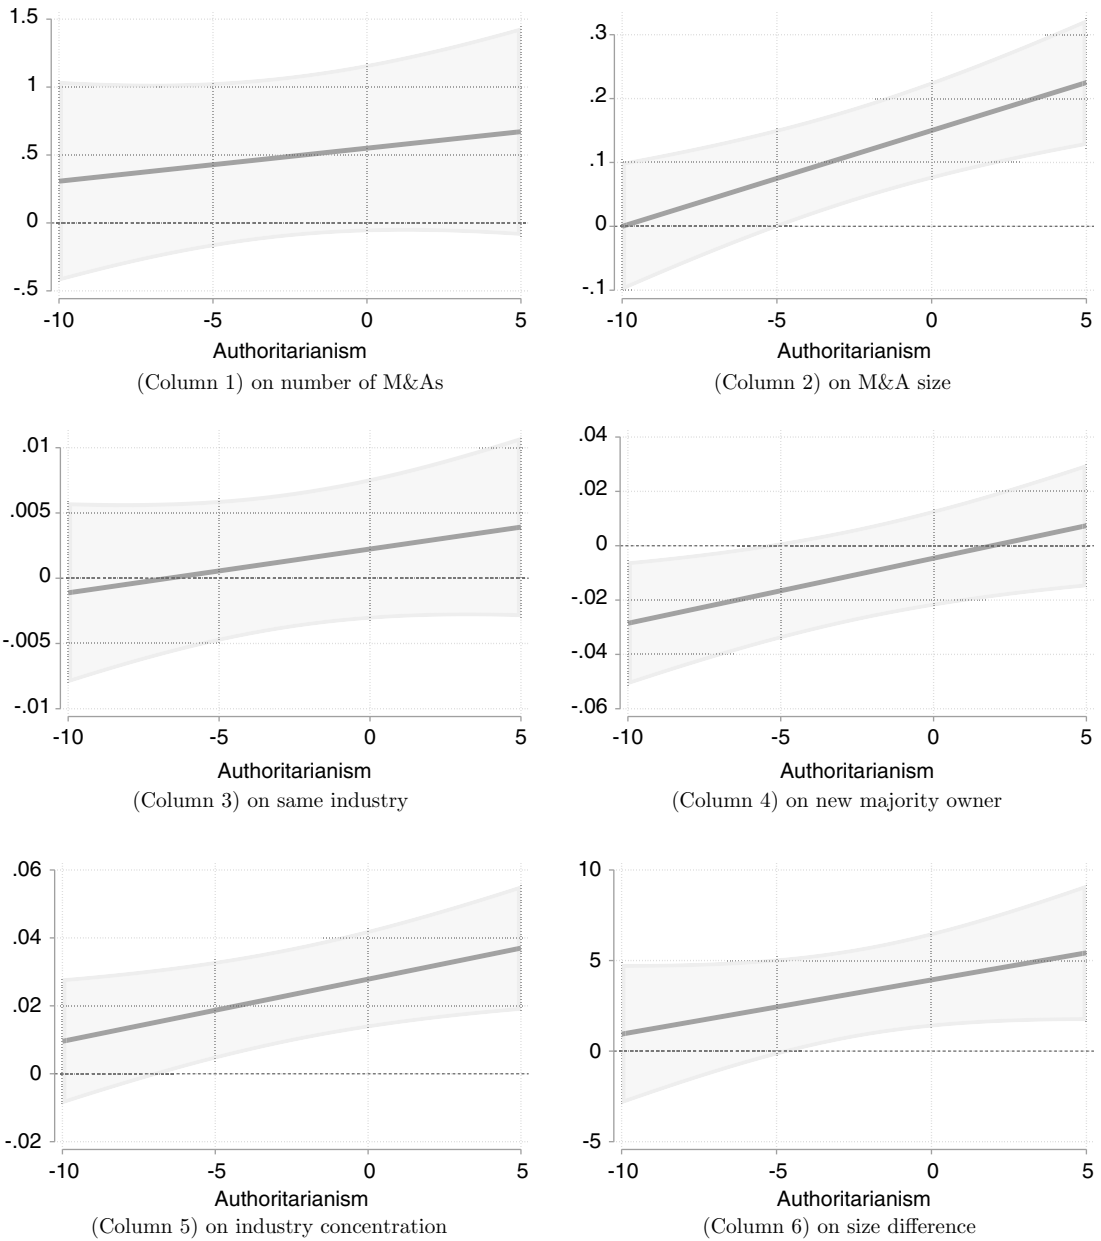 1.5
1
.5
0
-.5
-10 -5 0 5
Authoritarianism
(Column 1) on number of M&As
.3
.2
.1
0
-.1
-10 -5 0 5
Authoritarianism
(Column 2) on M&A size
.01
.005
0
-.005
-.01
-10 -5 0 5
Authoritarianism
(Column 3) on same industry
.04
.02
0
-.02
-.04
-.06
-10 -5 0 5
Authoritarianism
(Column 4) on new majority owner
.06
.04
.02
0
-.02
-10 -5 0 5
Authoritarianism
(Column 5) on industry concentration
10
5
0
-5
-10 -5 0 5
Authoritarianism
(Column 6) on size difference